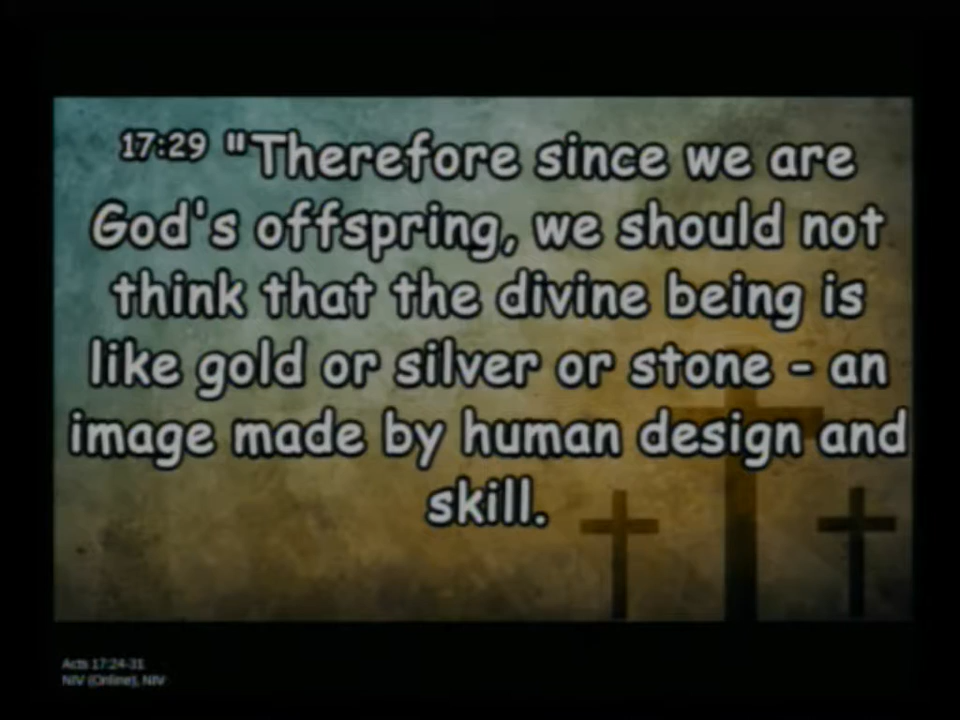 17:29 "Therefore since we are
God's offspring, we should not
think that the divine being is
like gold or silver or stone - an
image made by human design and
skill.
Acts 17:24-31
NIV (Online), NIV